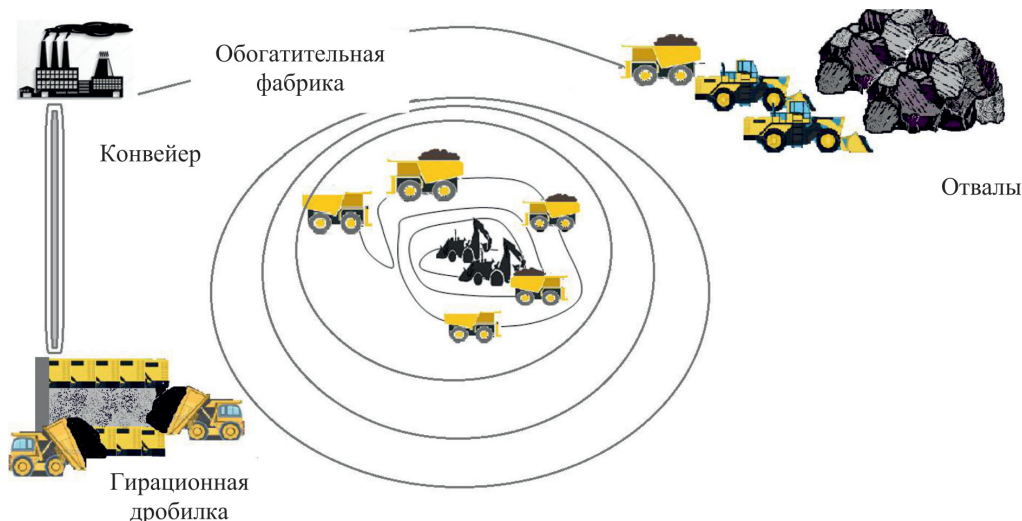 Обогатительная
фабрика
Конвейер
Отвалы
Гирационная
дробилка